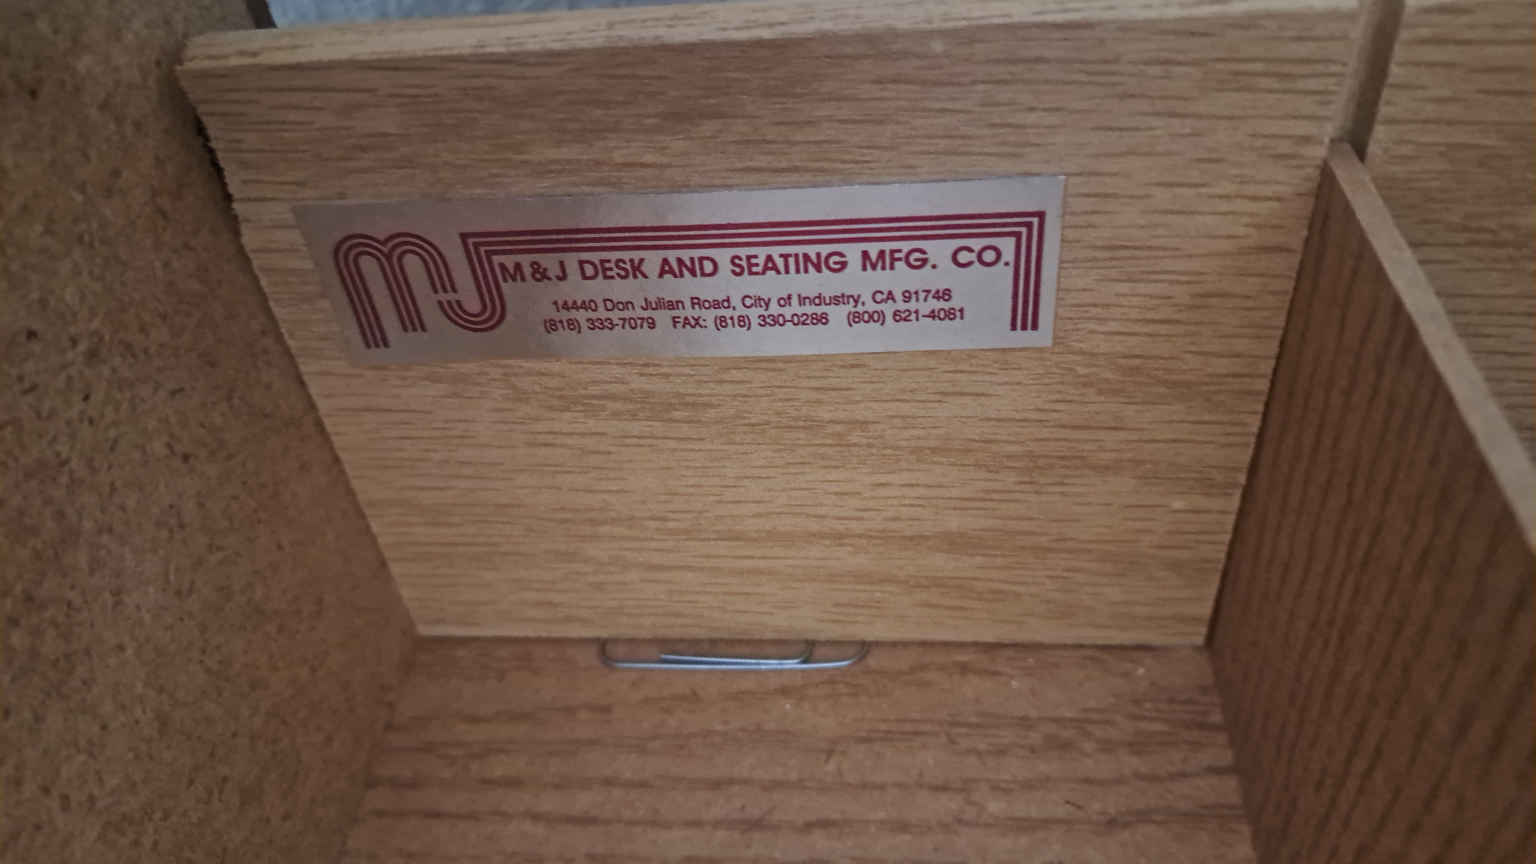 MJ
M & J DESK AND SEATING MFG. CO.
14440 Don Julian Road, City of Industry, CA 91746
(818) 333-7079 FAX: (818) 330-0286 (800) 621-4081